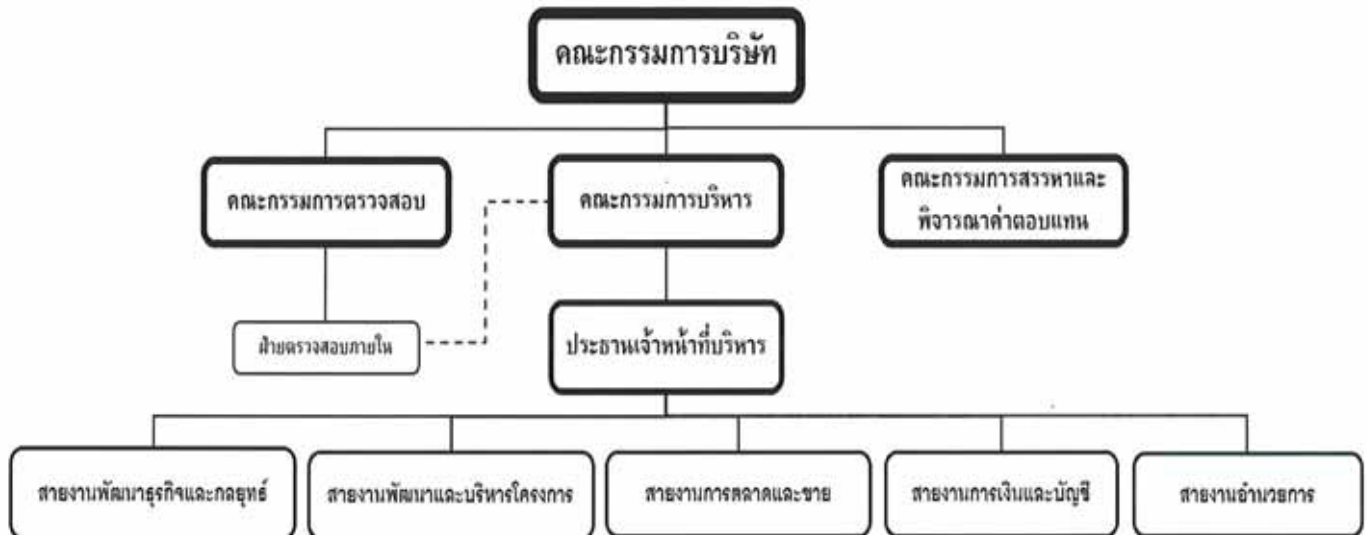 คณะกรรมการบริษัท
คณะกรรมการตรวจสอบ
คณะกรรมการบริหาร
คณะกรรมการสรรหาและ
พิจารณาค่าตอบแทน
ฝ่ายตรวจสอบภายใน
ประธานเจ้าหน้าที่บริหาร
สายงานพัฒนาธุรกิจและกลยุทธ์
สายงานพัฒนาและบริหารโครงการ
สายงานการตลาดและขาย
สายงานการเงินและบัญชี
สายงานอำนวยการ